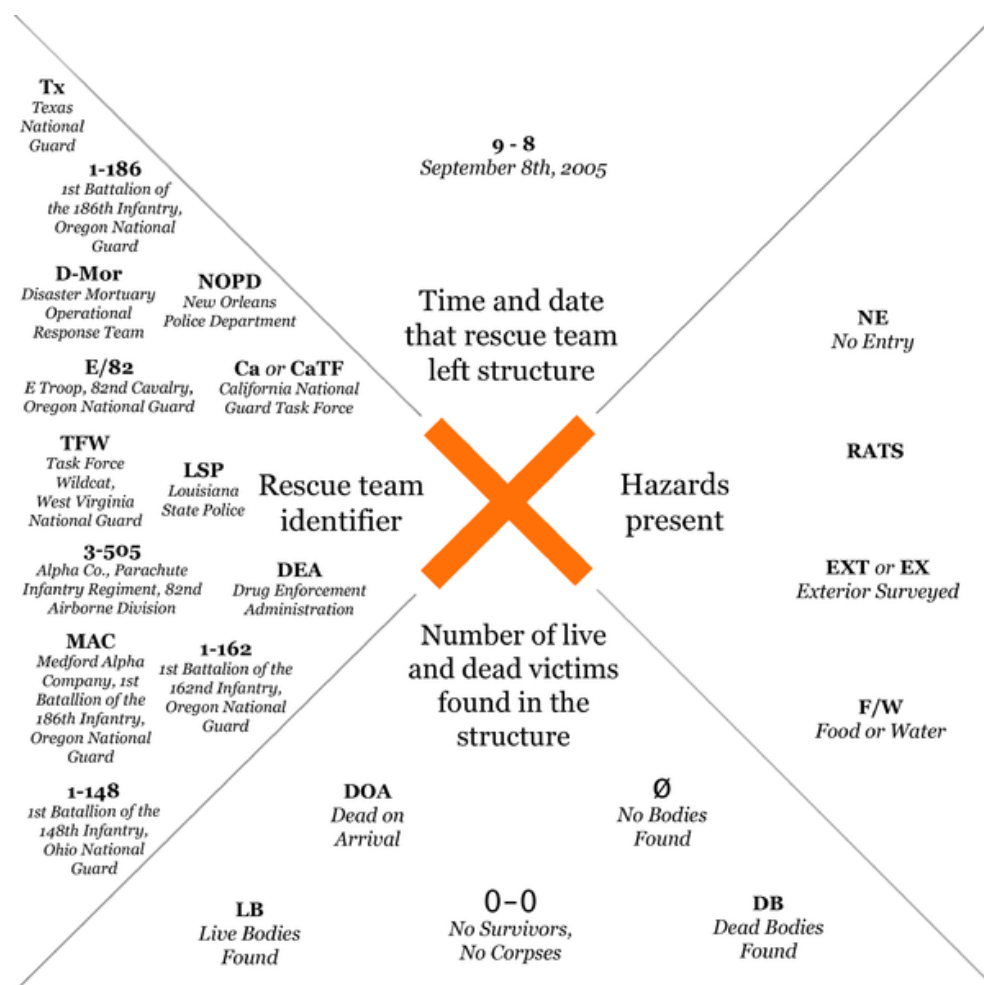 9 - 8
September 8th, 2005
Time and date
that rescue team
left structure
Tx
Texas
National
Guard
1-186
1st Battalion of
the 186th Infantry,
Oregon National
Guard
D-Mor
Disaster Mortuary
Operational
Response Team
NOPD
New Orleans
Police Department
E/82
E Troop, 82nd Cavalry,
Oregon National Guard
Ca or CaTF
California National
Guard Task Force
TFW
Task Force
Wildcat,
West Virginia
National Guard
LSP
Louisiana
State Police
Rescue team
identifier
3-505
Alpha Co., Parachute
Infantry Regiment, 82nd
Airborne Division
DEA
Drug Enforcement
Administration
MAC
Medford Alpha
Company, 1st
Batallion of the
186th Infantry,
Oregon National
Guard
1-162
1st Battalion of the
162nd Infantry,
Oregon National
Guard
1-148
1st Batallion of the
148th Infantry,
Ohio National
Guard
Hazards
present
NE
No Entry
RATS
EXT or EX
Exterior Surveyed
F/W
Food or Water
Number of live
and dead victims
found in the
structure
DOA
Dead on
Arrival
Ø
No Bodies
Found
LB
Live Bodies
Found
0-0
No Survivors,
No Corpses
DB
Dead Bodies
Found